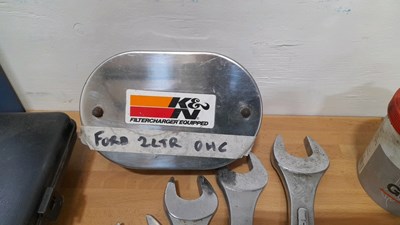 K&N
FILTERCHARGER EQUIPPED
FORD 2LTR OHC
G